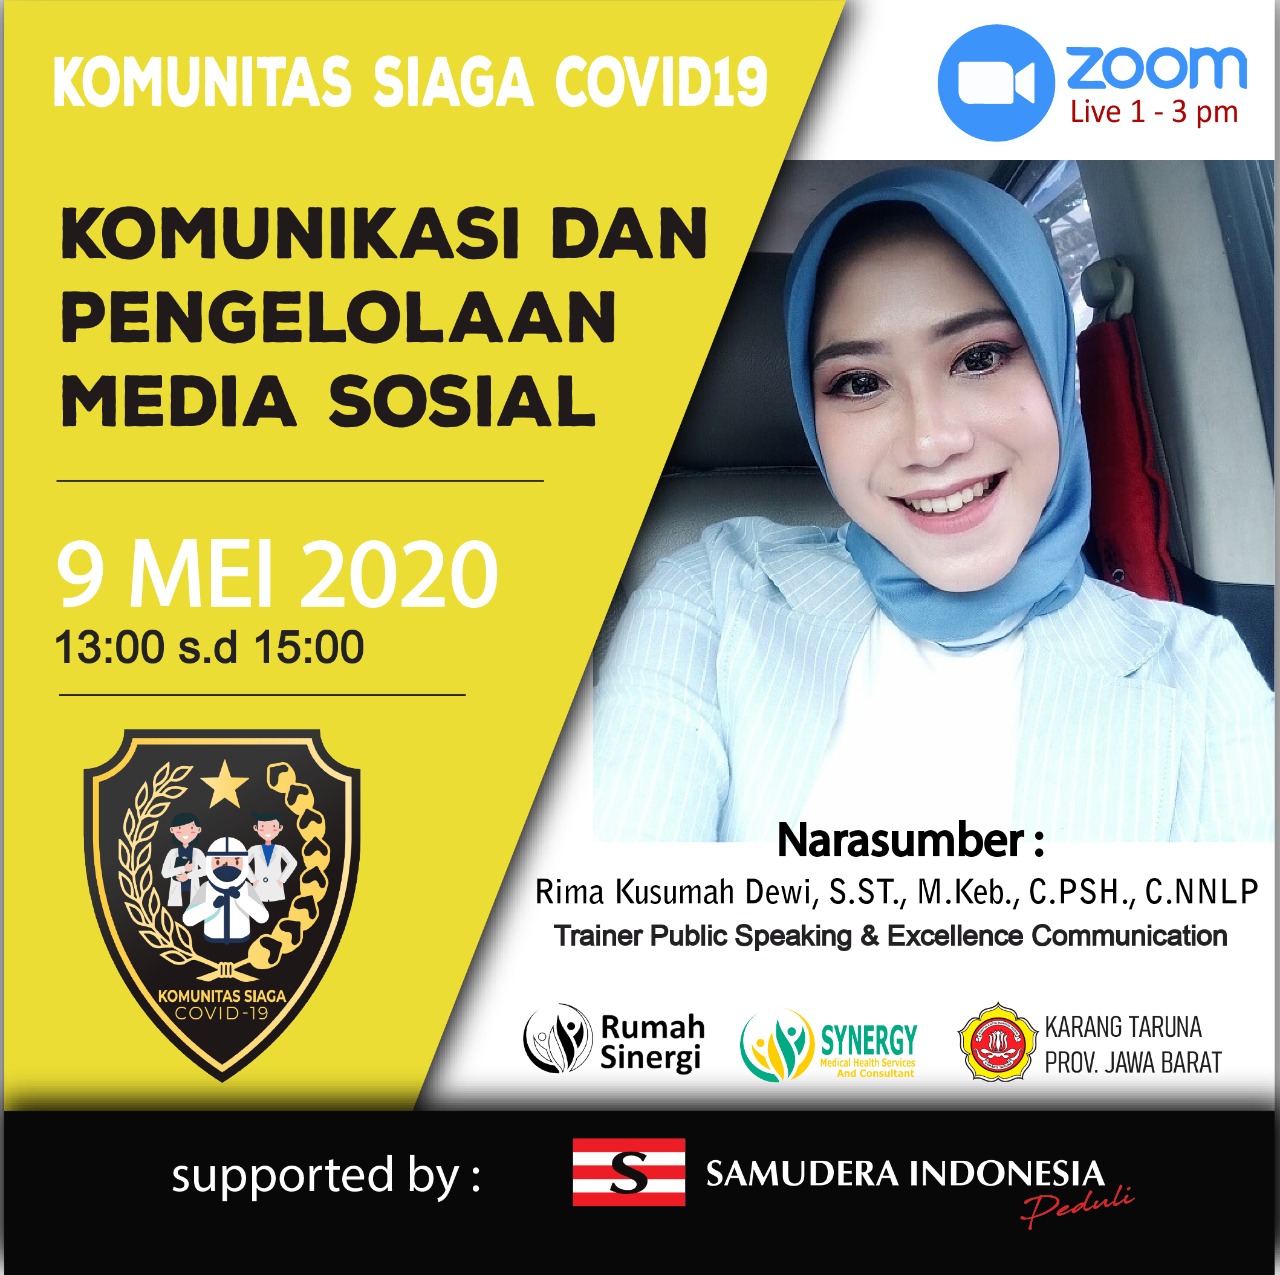 KOMUNITAS SIAGA COVID19
zoom
Live 1 - 3 pm
KOMUNIKASI DAN
PENGELOLAAN
MEDIA SOSIAL
9 MEI 2020
13:00 s.d 15:00
KOMUNITAS SIAGA
COVID-19
Narasumber :
Rima Kusumah Dewi, S.ST., M.Keb., C.PSH., C.NNLP
Trainer Public Speaking & Excellence Communication
Rumah
Sinergi
SYNERGY
Medical Health Services
And Consultant
KARANG TARUNA
PROV. JAWA BARAT
supported by :
S
SAMUDERA INDONESIA
Peduli